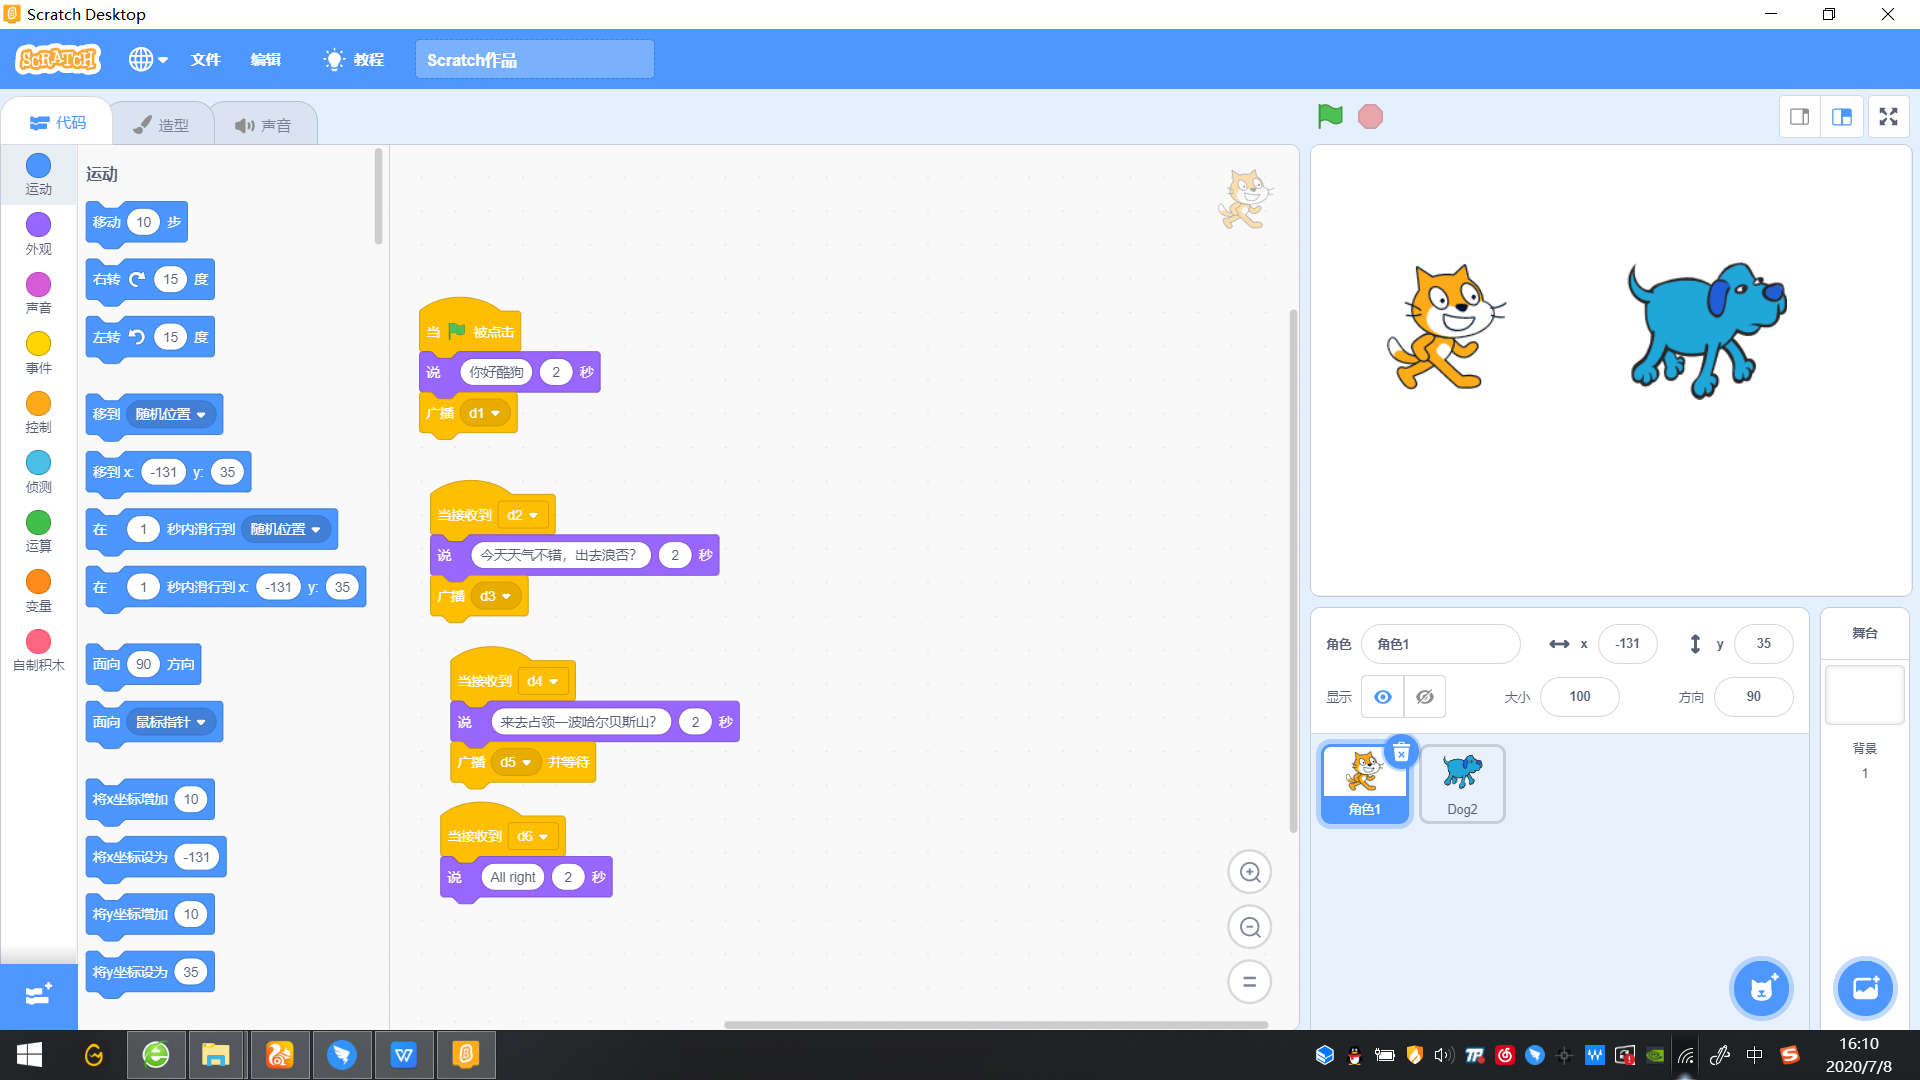 Scratch Desktop
SCRATCH
文件
编辑
教程
Scratch作品
代码
造型
声音
运动
外观
声音
事件
控制
侦测
运算
变量
自制积木
运动
移动 10 步
右转 15 度
左转 15 度
移到 随机位置
移到 x: -131 y: 35
在 1 秒内滑行到 随机位置
在 1 秒内滑行到 x: -131 y: 35
面向 90 方向
面向 鼠标指针
将x坐标增加 10
将x坐标设为 -131
将y坐标增加 10
将y坐标设为 35
当 被点击
说 你好酷狗 2 秒
广播 d1
当接收到 d2
说 今天天气不错，出去浪否？ 2 秒
广播 d3
当接收到 d4
说 来去占领一波哈尔贝斯山？ 2 秒
广播 d5 并等待
当接收到 d6
说 All right 2 秒
角色 角色1 x -131 y 35
显示 大小 100 方向 90
角色1
Dog2
舞台
背景
1
中
16:10
2020/7/8